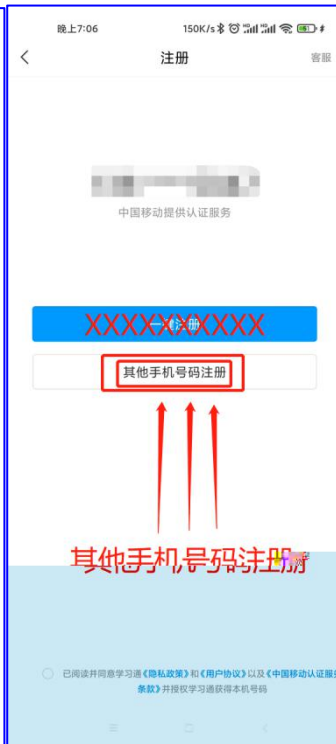 晚上7:06 150K/s
注册 客服
中国移动提供认证服务
XXXXXXXXXX
一键注册
其他手机号码注册
其他手机号码注册
已阅读并同意学习通《隐私政策》和《用户协议》以及《中国移动认证服务
条款》并授权学习通获得本机号码